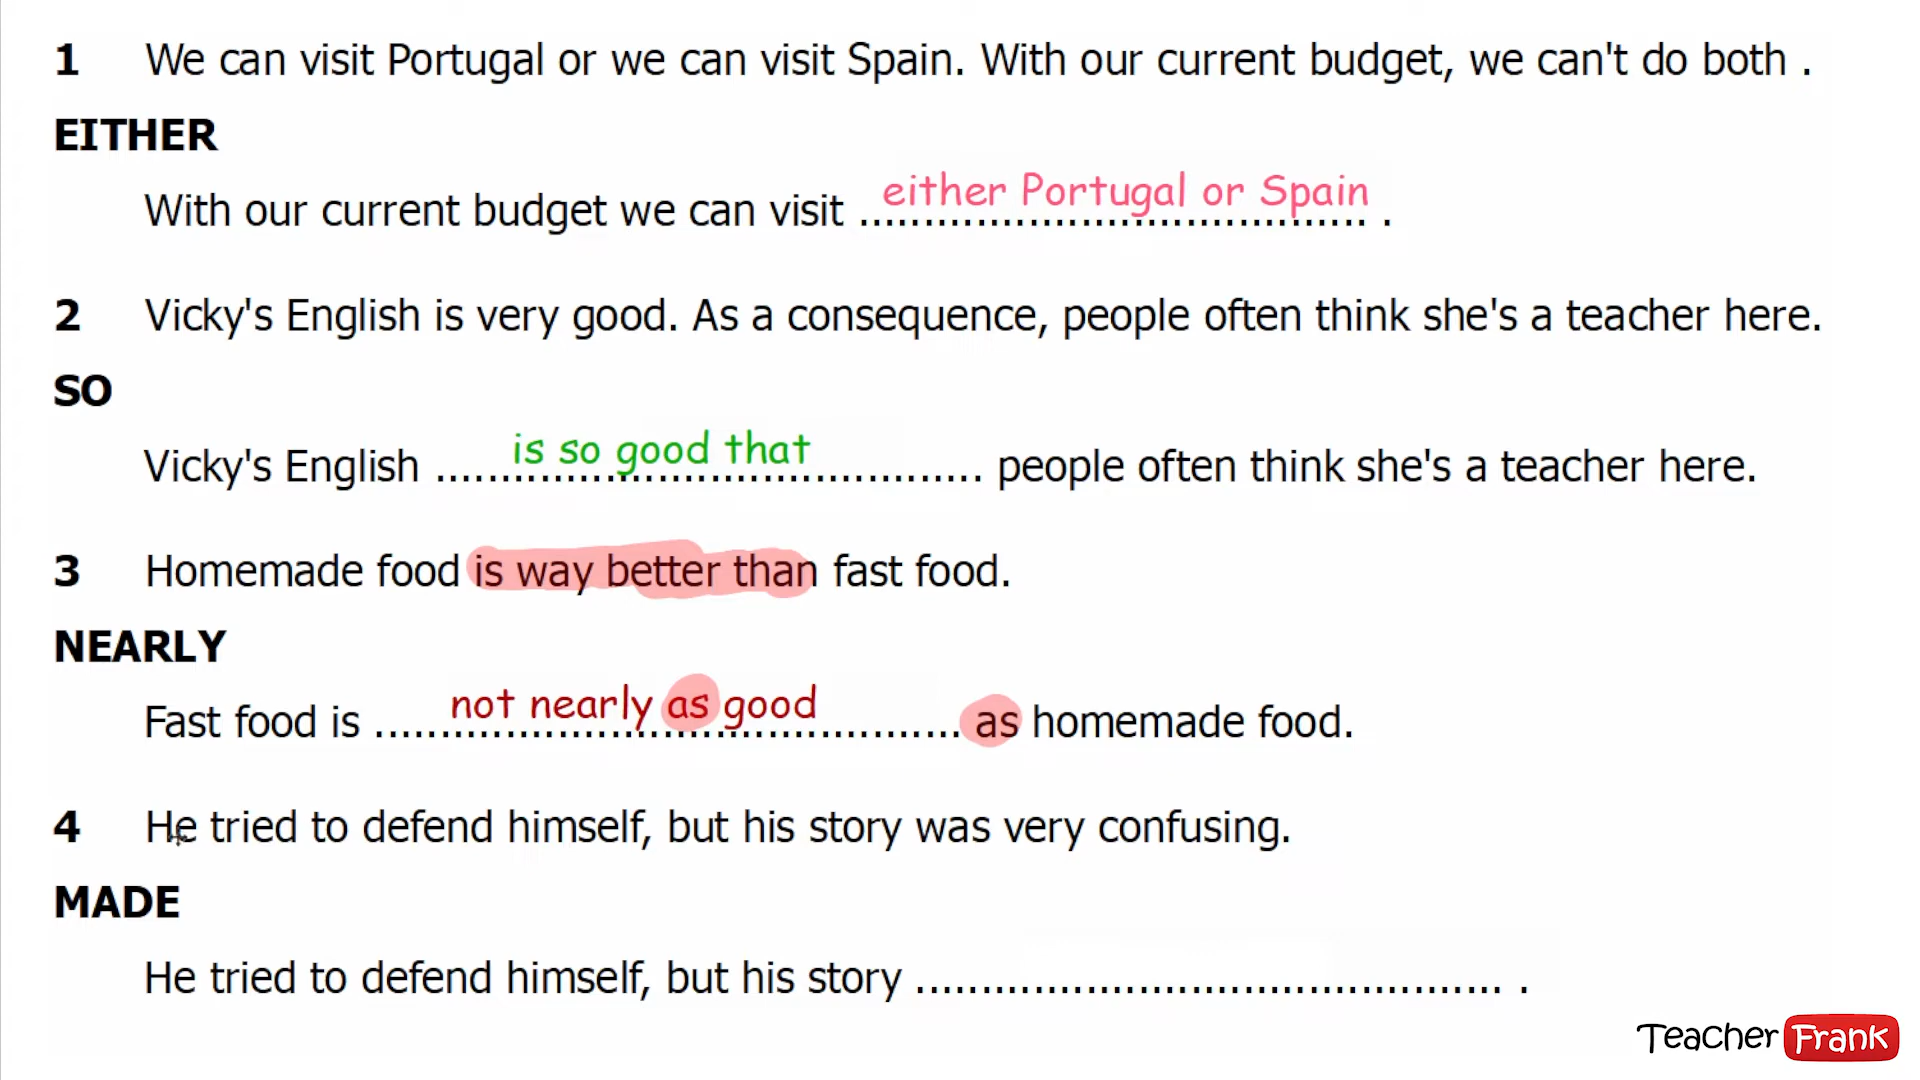 1 We can visit Portugal or we can visit Spain. With our current budget, we can't do both .
EITHER
With our current budget we can visit either Portugal or Spain ....................................... .
2 Vicky's English is very good. As a consequence, people often think she's a teacher here.
SO
Vicky's English is so good that .......................................... people often think she's a teacher here.
3 Homemade food is way better than fast food.
NEARLY
Fast food is not nearly as good ............................................. as homemade food.
4 He tried to defend himself, but his story was very confusing.
MADE
He tried to defend himself, but his story ............................................. .
Teacher Frank